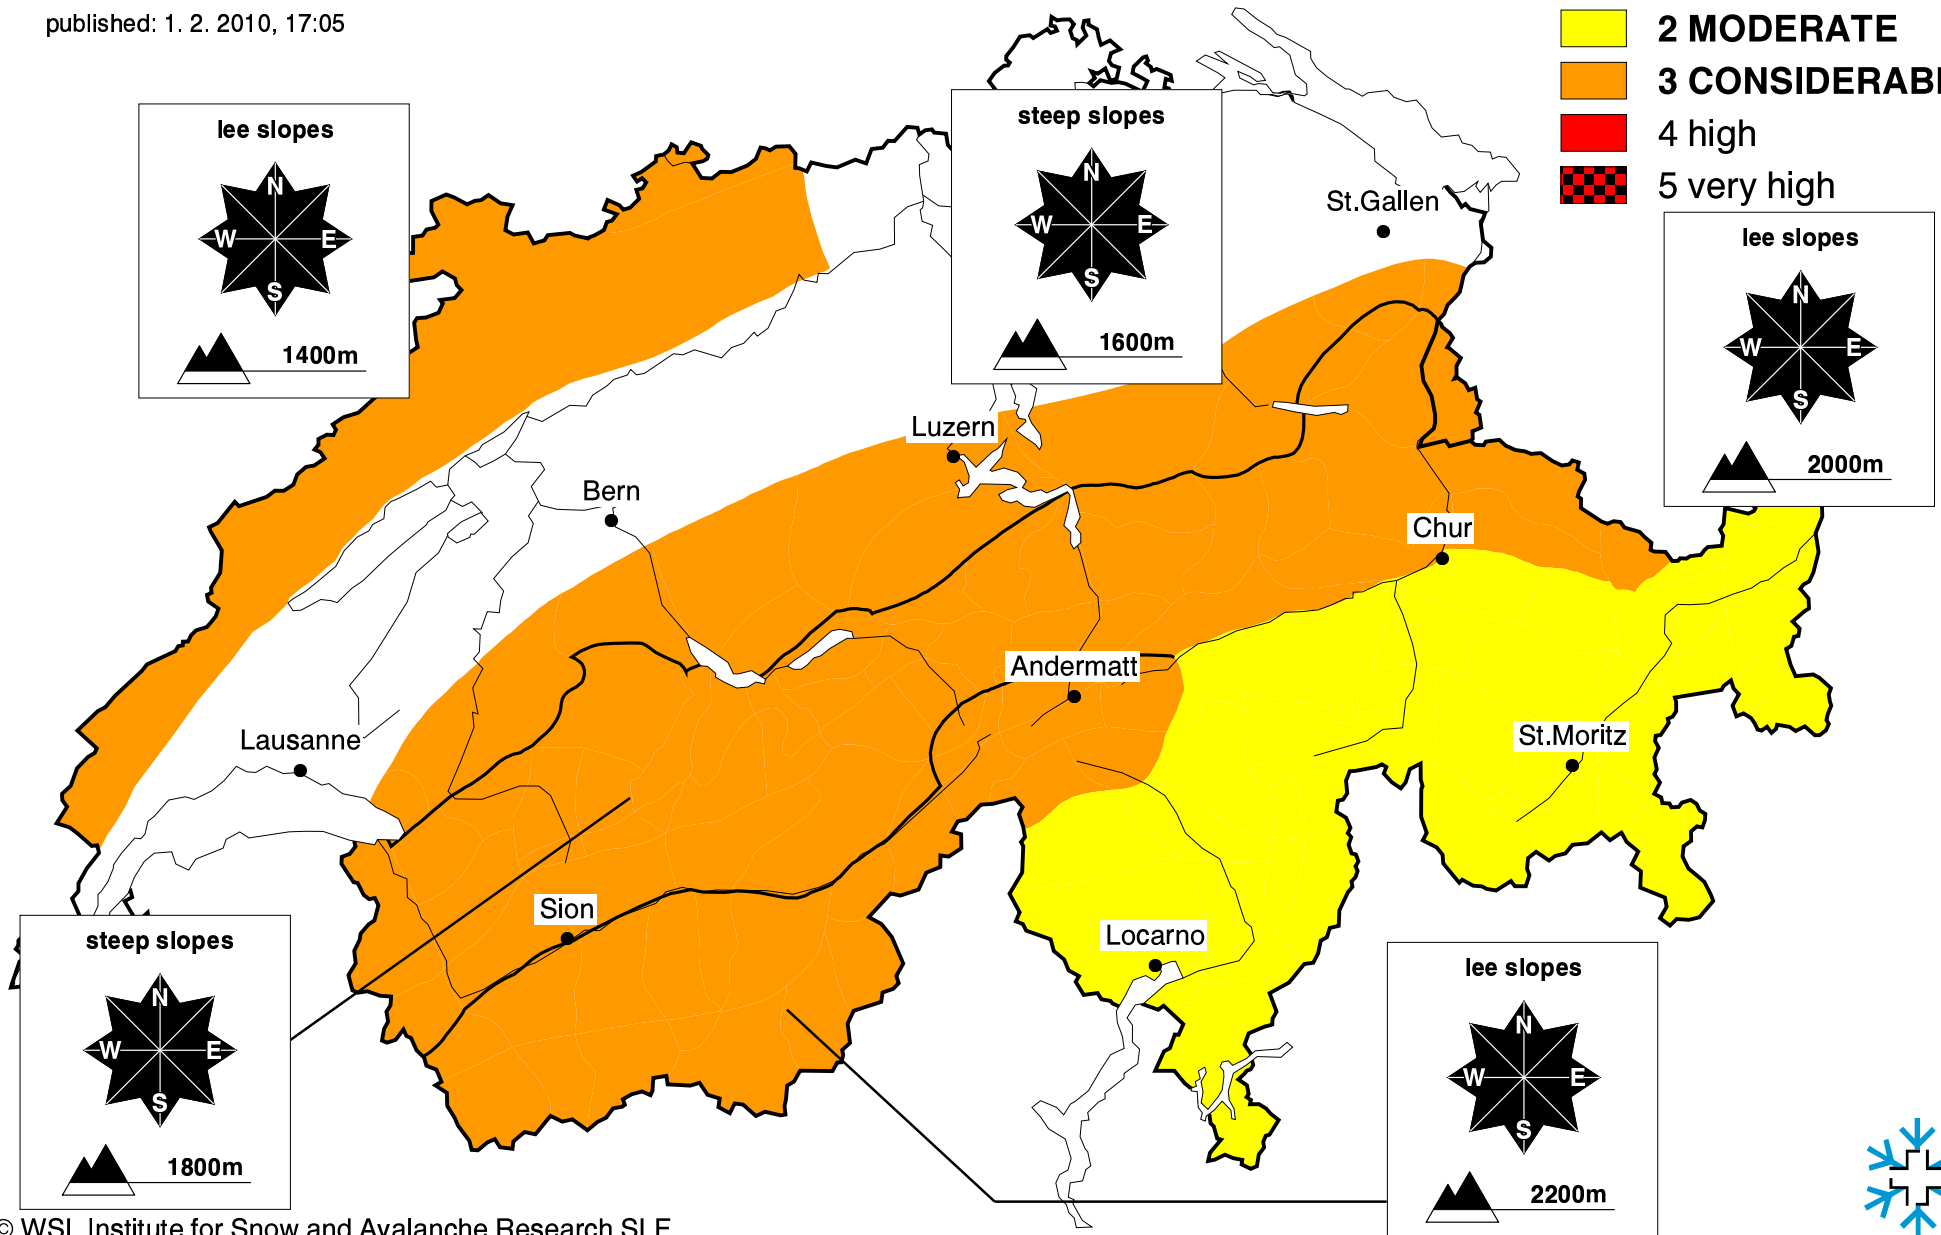 published: 1. 2. 2010, 17:05
2 MODERATE
3 CONSIDERABL
4 high
5 very high
lee slopes
N
W E
S
1400m
steep slopes
N
W E
S
1600m
St.Gallen
lee slopes
N
W E
S
2000m
Luzern
Bern
Chur
Andermatt
Lausanne
St.Moritz
Sion
Locarno
steep slopes
N
W E
S
1800m
lee slopes
N
W E
S
2200m
© WSL Institute for Snow and Avalanche Research SLF